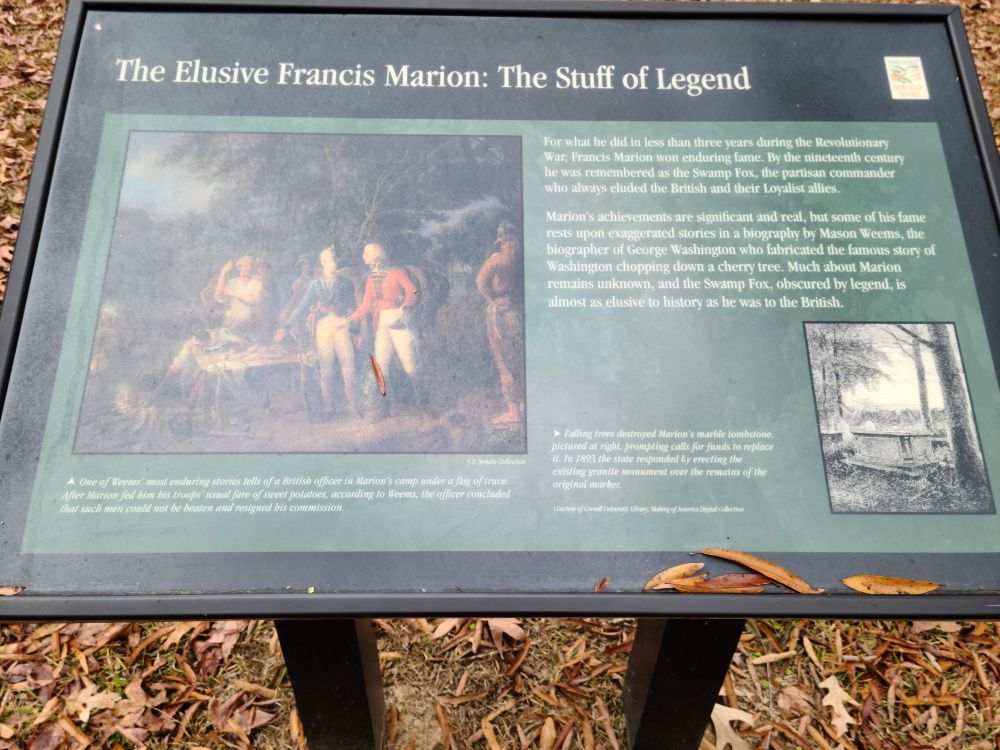 The Elusive Francis Marion: The Stuff of Legend
For what he did in less than three years during the Revolutionary
War, Francis Marion won enduring fame. By the nineteenth century
he was remembered as the Swamp Fox, the partisan commander
who always eluded the British and their Loyalist allies.
Marion's achievements are significant and real, but some of his fame
rests upon exaggerated stories in a biography by Mason Weems, the
biographer of George Washington who fabricated the famous story of
Washington chopping down a cherry tree. Much about Marion
remains unknown, and the Swamp Fox, obscured by legend, is
almost as elusive to history as he was to the British.
U.S. Senate Collection
▲ One of Weems' most enduring stories tells of a British officer in Marion's camp under a flag of truce.
After Marion fed him his troops' usual fare of sweet potatoes, according to Weems, the officer concluded
that such men could not be beaten and resigned his commission.
➤ Falling trees destroyed Marion's marble tombstone,
pictured at right, prompting calls for funds to replace
it. In 1893 the state responded by erecting the
existing granite monument over the remains of the
original marker.
Courtesy of Cornell University Library, Making of America Digital Collection